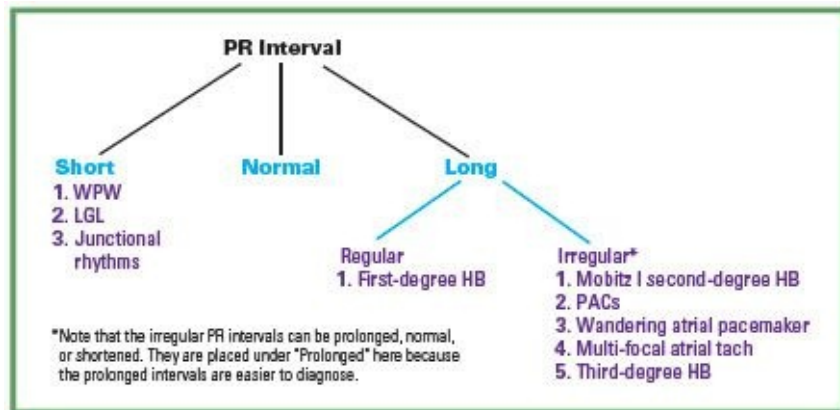 PR Interval
Short
1. WPW
2. LGL
3. Junctional
rhythms
Normal
Long
Regular
1. First-degree HB
Irregular*
1. Mobitz I second-degree HB
2. PACs
3. Wandering atrial pacemaker
4. Multi-focal atrial tach
5. Third-degree HB
*Note that the irregular PR intervals can be prolonged, normal,
or shortened. They are placed under "Prolonged" here because
the prolonged intervals are easier to diagnose.